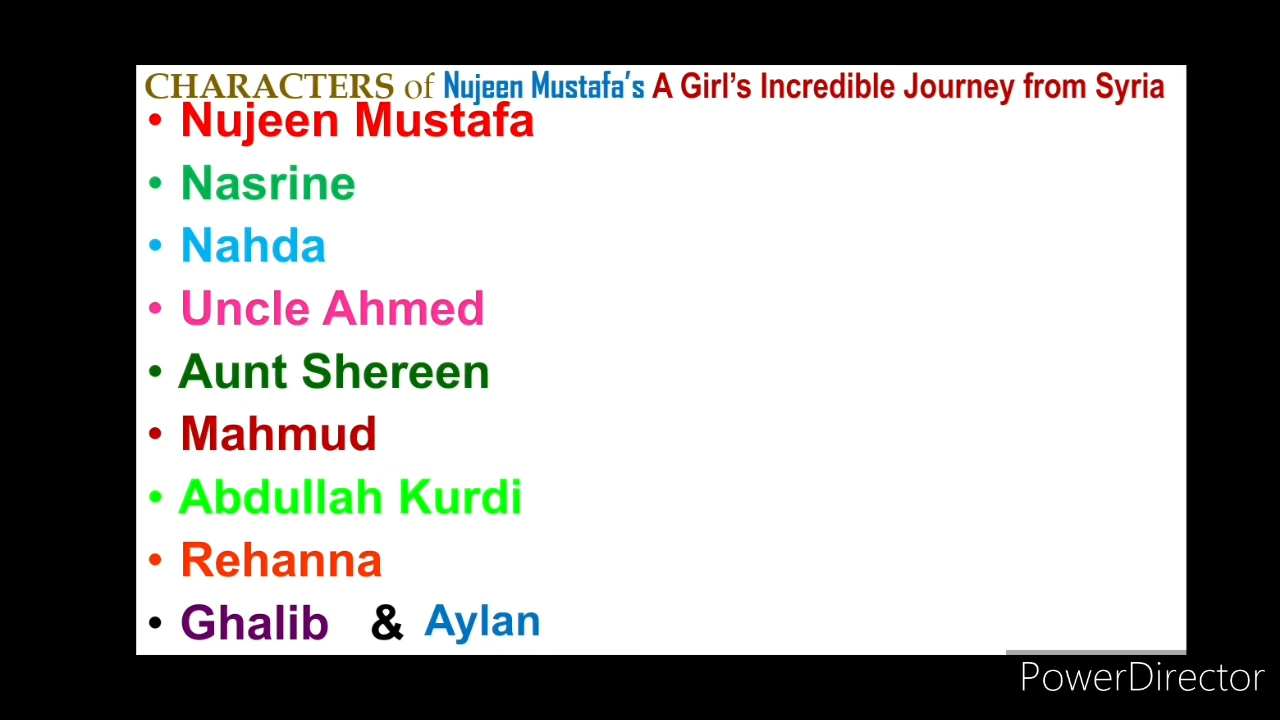 CHARACTERS of Nujeen Mustafa's A Girl's Incredible Journey from Syria
• Nujeen Mustafa
• Nasrine
• Nahda
• Uncle Ahmed
• Aunt Shereen
• Mahmud
• Abdullah Kurdi
• Rehanna
• Ghalib & Aylan
PowerDirector